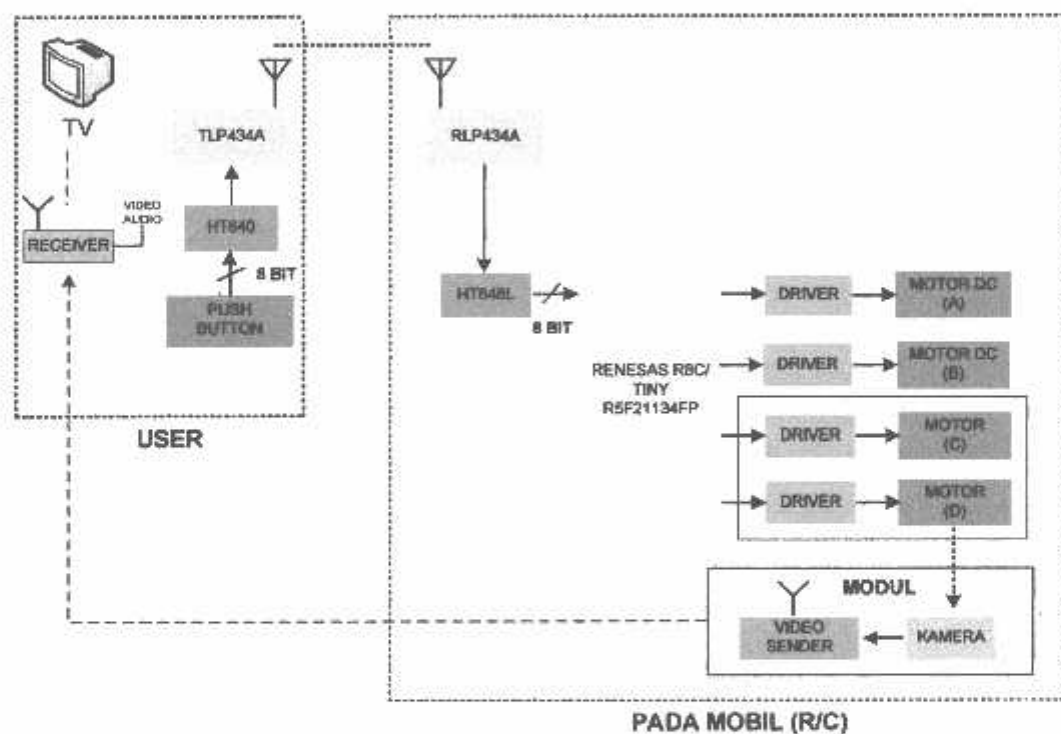 TV
TLP434A
VIDEO
AUDIO
RECEIVER
HT640
8 BIT
PUSH
BUTTON
USER
RLP434A
HT648L
8 BIT
RENESAS R8C/
TINY
R5F21134FP
DRIVER
MOTOR DC
(A)
DRIVER
MOTOR DC
(B)
DRIVER
MOTOR
(C)
DRIVER
MOTOR
(D)
MODUL
VIDEO
SENDER
KAMERA
PADA MOBIL (R/C)